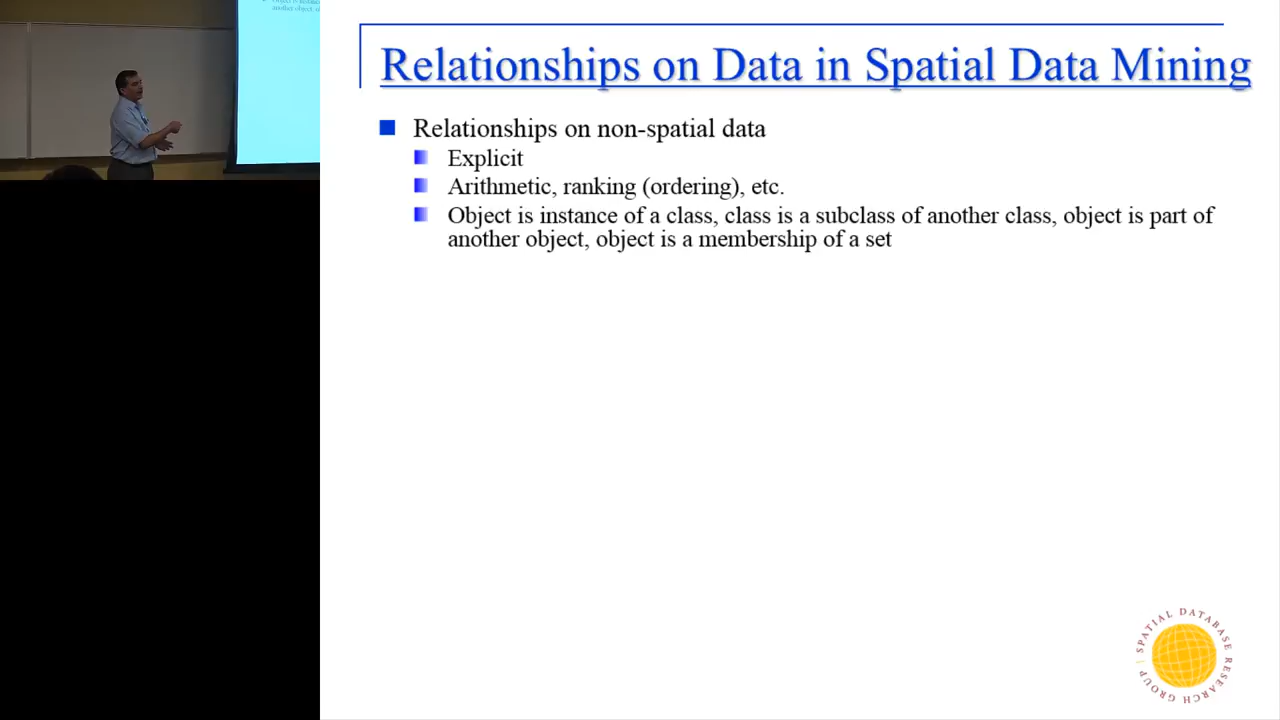 Relationships on Data in Spatial Data Mining
Relationships on non-spatial data
Explicit
Arithmetic, ranking (ordering), etc.
Object is instance of a class, class is a subclass of another class, object is part of
another object, object is a membership of a set
SPATIAL DATABASE RESEARCH GROUP